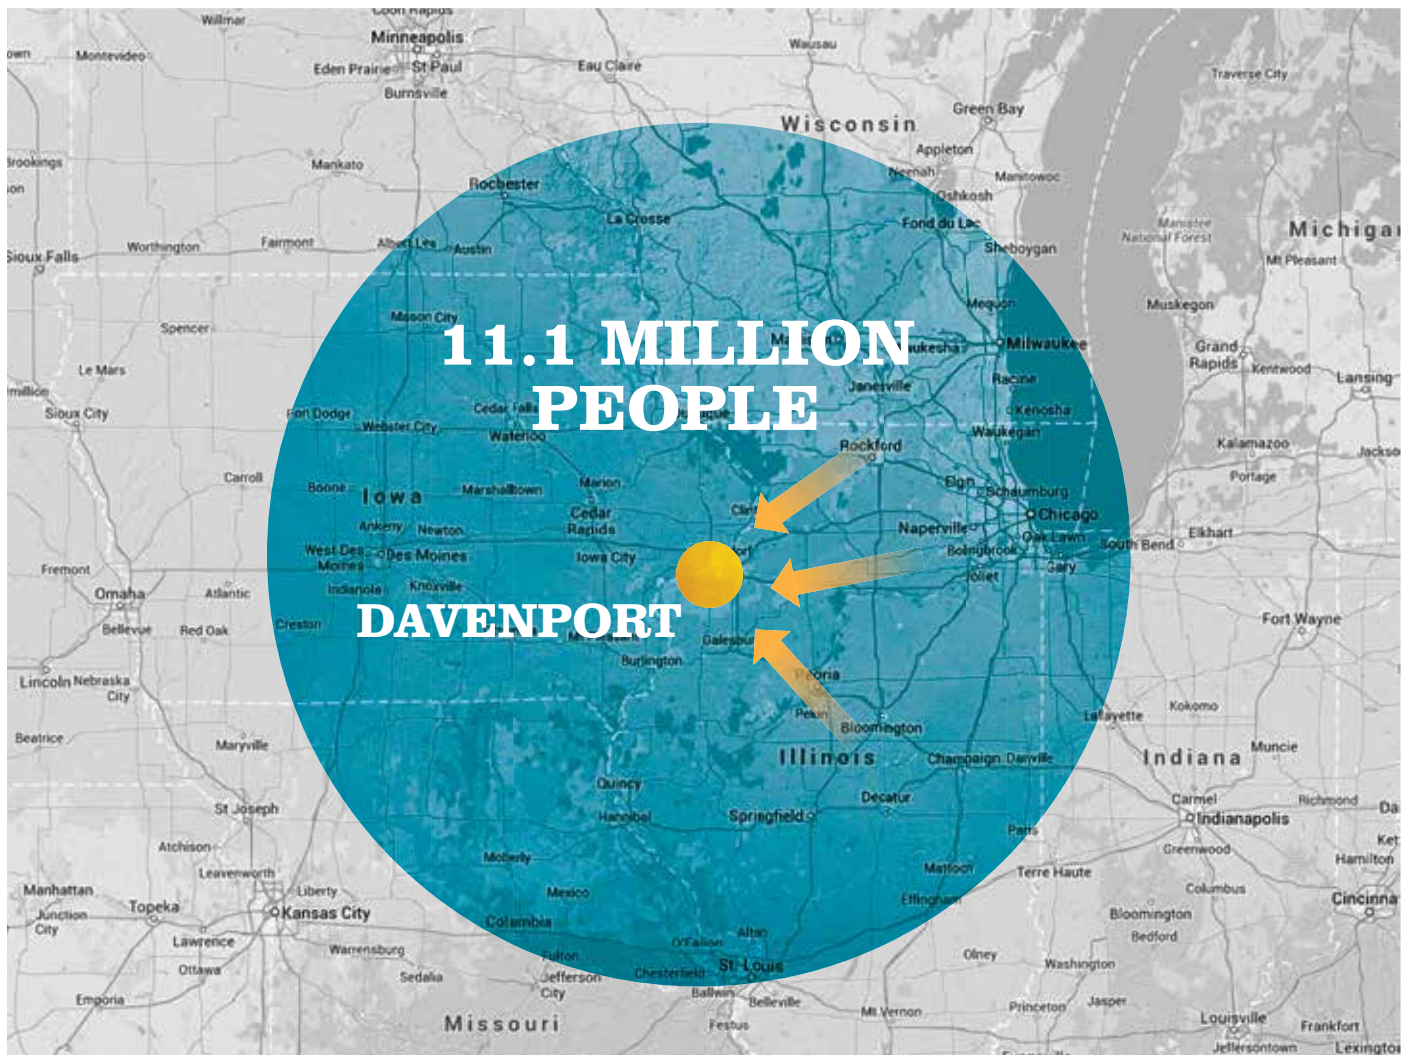 Coon Rapids
Willmar
Minneapolis
Wausau
Montevideo
Eden Prairie
St Paul
Eau Claire
Traverse City
Burnsville
Green Bay
Wisconsin
Appleton
Brookings
Mankato
Neenah
Manitowoc
Rochester
Oshkosh
La Crosse
Fond du Lac
Manistee
National Forest
Michigan
Worthington
Fairmont
Albert Lea
Austin
Sheboygan
Sioux Falls
Mt Pleasant
Mequon
Muskegon
Mason City
Spencer
11.1 MILLION
PEOPLE
Waukesha
Milwaukee
Grand
Rapids
Kentwood
Le Mars
Janesville
Racine
Lansing
Sioux City
Fort Dodge
Cedar Falls
Kenosha
Webster City
Waterloo
Waukegan
Rockford
Kalamazoo
Portage
Carroll
Boone
Iowa
Marshalltown
Marion
Elgin
Schaumburg
Cedar
Rapids
Chicago
Ankeny
Newton
Naperville
Oak Lawn
Elkhart
West Des
Moines
Des Moines
Iowa City
Bolingbrook
South Bend
Fremont
Joliet
Gary
Omaha
Atlantic
Indianola
Knoxville
DAVENPORT
Bellevue
Red Oak
Creston
Galesburg
Fort Wayne
Burlington
Lincoln
Nebraska
City
Peoria
Pekin
Bloomington
Lafayette
Kokomo
Beatrice
Maryville
Illinois
Champaign
Danville
Indiana
Muncie
Quincy
Decatur
Carmel
Richmond
St Joseph
Hannibal
Springfield
Indianapolis
Paris
Atchison
Moberly
Greenwood
Leavenworth
Mattoon
Terre Haute
Hamilton
Manhattan
Liberty
Mexico
Effingham
Columbus
Topeka
Kansas City
Junction
City
Columbia
Bloomington
Cincinna
Lawrence
Warrensburg
Fulton
O'Fallon
Alton
Bedford
Ottawa
Sedalia
Jefferson
City
Chesterfield
St. Louis
Olney
Washington
Emporia
Ballwin
Belleville
Mt Vernon
Princeton
Jasper
Missouri
Festus
Louisville
Frankfort
Jeffersontown
Lexington